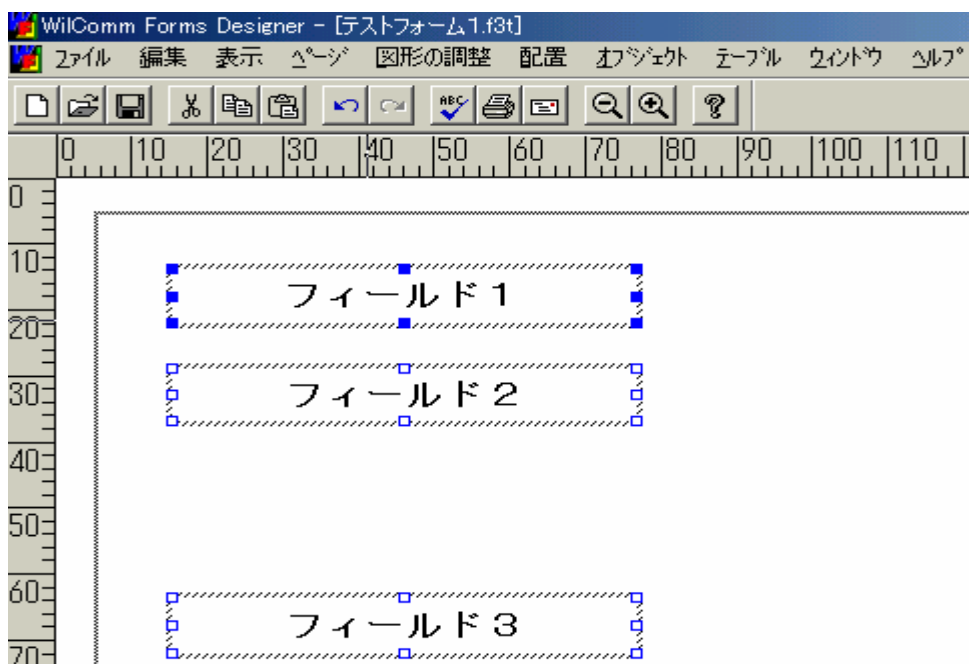 WilComm Forms Designer - [テストフォーム1.f3t]
ﾌｧｲﾙ 編集 表示 ﾍﾟｰｼﾞ 図形の調整 配置 ｵﾌﾞｼﾞｪｸﾄ ﾃｰﾌﾞﾙ ｳｨﾝﾄﾞｳ ﾍﾙﾌﾟ
ABC
0 10 20 30 40 50 60 70 80 90 100 110
0
10
フィールド１
20
30
フィールド２
40
50
60
フィールド３
70